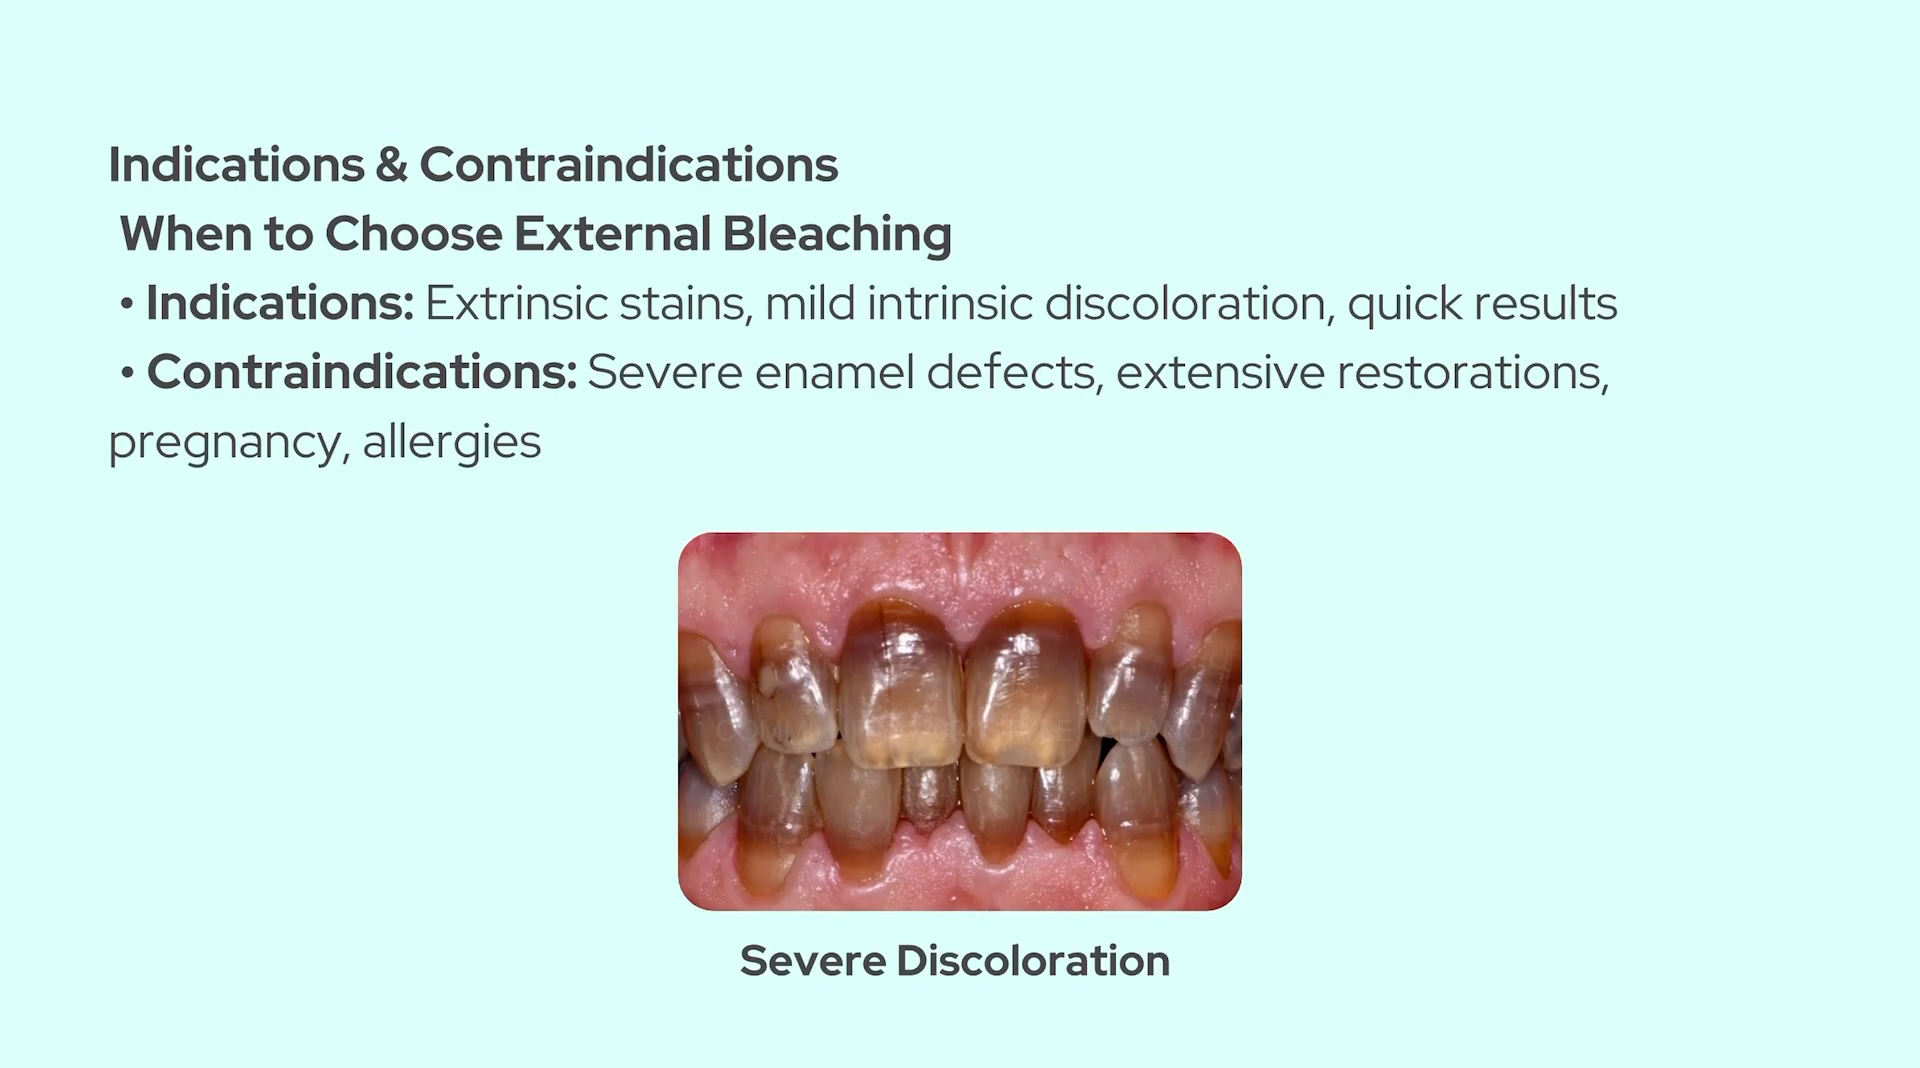 Indications & Contraindications
When to Choose External Bleaching
• Indications: Extrinsic stains, mild intrinsic discoloration, quick results
• Contraindications: Severe enamel defects, extensive restorations,
pregnancy, allergies
Severe Discoloration